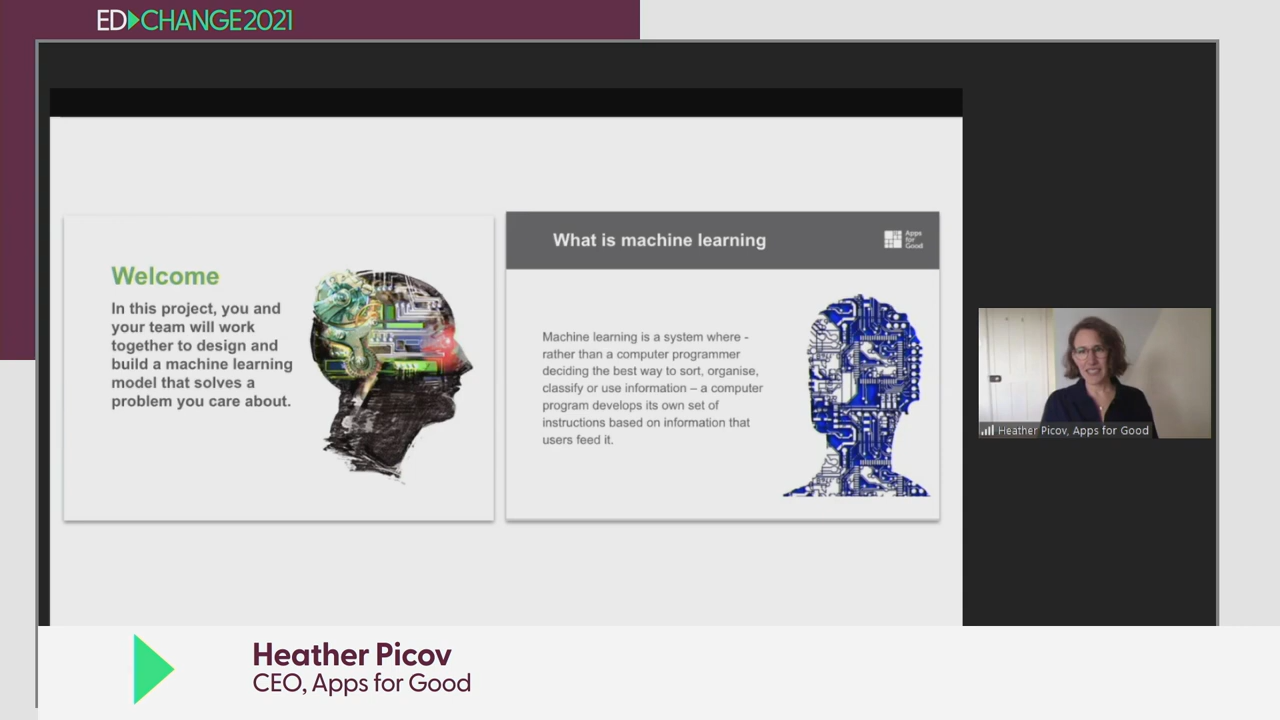 ED▶CHANGE2021
Welcome
In this project, you and
your team will work
together to design and
build a machine learning
model that solves a
problem you care about.
What is machine learning
Apps
for
Good
Machine learning is a system where -
rather than a computer programmer
deciding the best way to sort, organise,
classify or use information – a computer
program develops its own set of
instructions based on information that
users feed it.
Heather Picov, Apps for Good
Heather Picov
CEO, Apps for Good